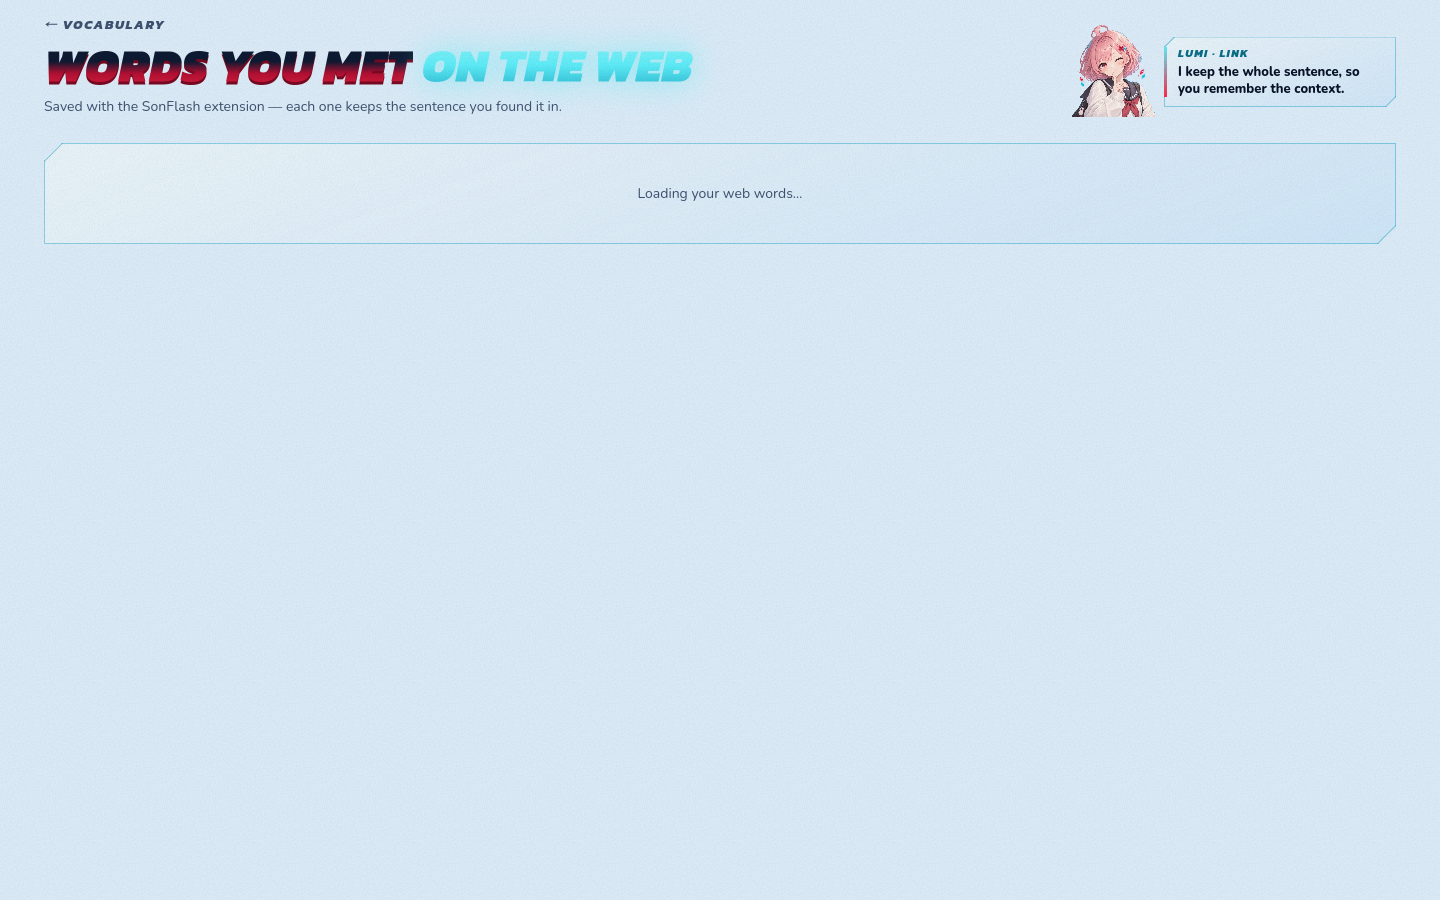 ← VOCABULARY
WORDS YOU MET ON THE WEB
Saved with the SonFlash extension — each one keeps the sentence you found it in.
LUMI · LINK
I keep the whole sentence, so
you remember the context.
Loading your web words...